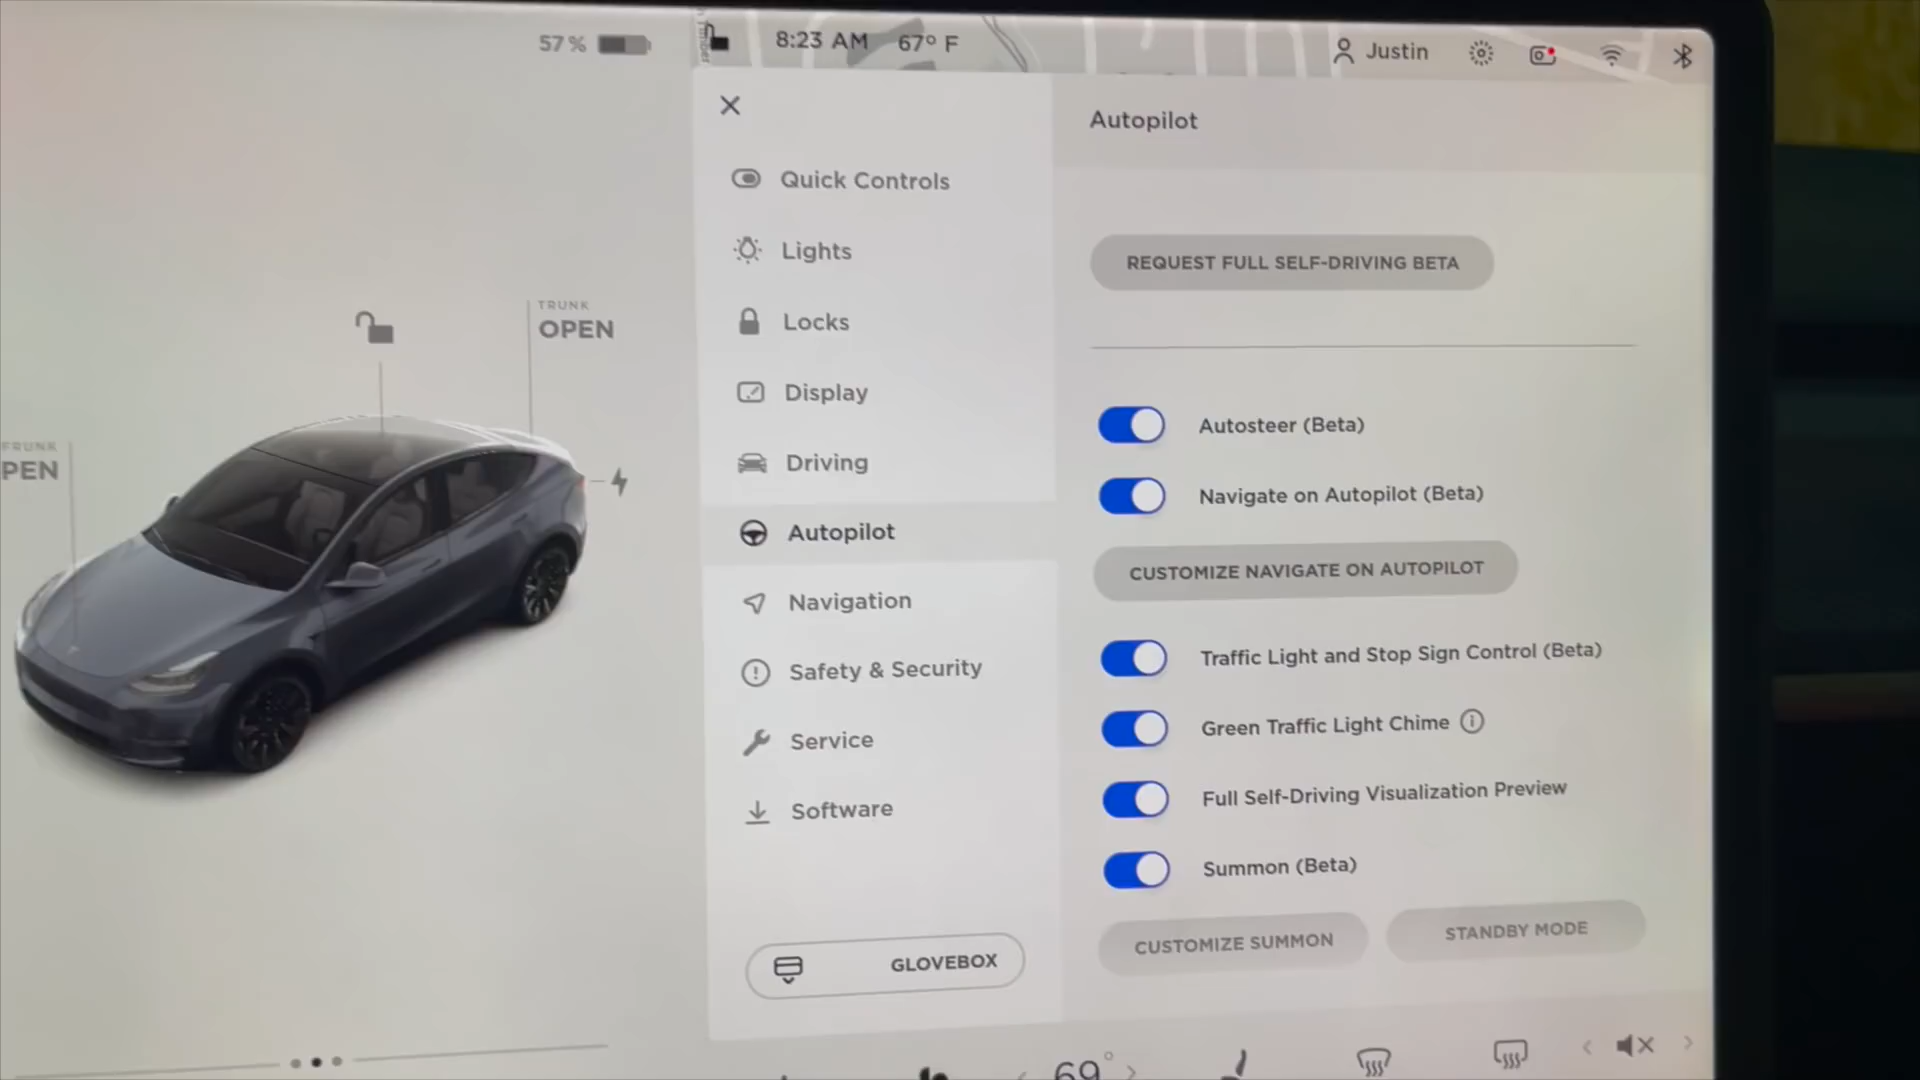 57%
8:23 AM
67° F
Justin
Autopilot
Quick Controls
Lights
Locks
Display
Driving
Autopilot
Navigation
Safety & Security
Service
Software
GLOVEBOX
TRUNK
OPEN
FRUNK
PEN
REQUEST FULL SELF-DRIVING BETA
Autosteer (Beta)
Navigate on Autopilot (Beta)
CUSTOMIZE NAVIGATE ON AUTOPILOT
Traffic Light and Stop Sign Control (Beta)
Green Traffic Light Chime
Full Self-Driving Visualization Preview
Summon (Beta)
CUSTOMIZE SUMMON
STANDBY MODE
69°